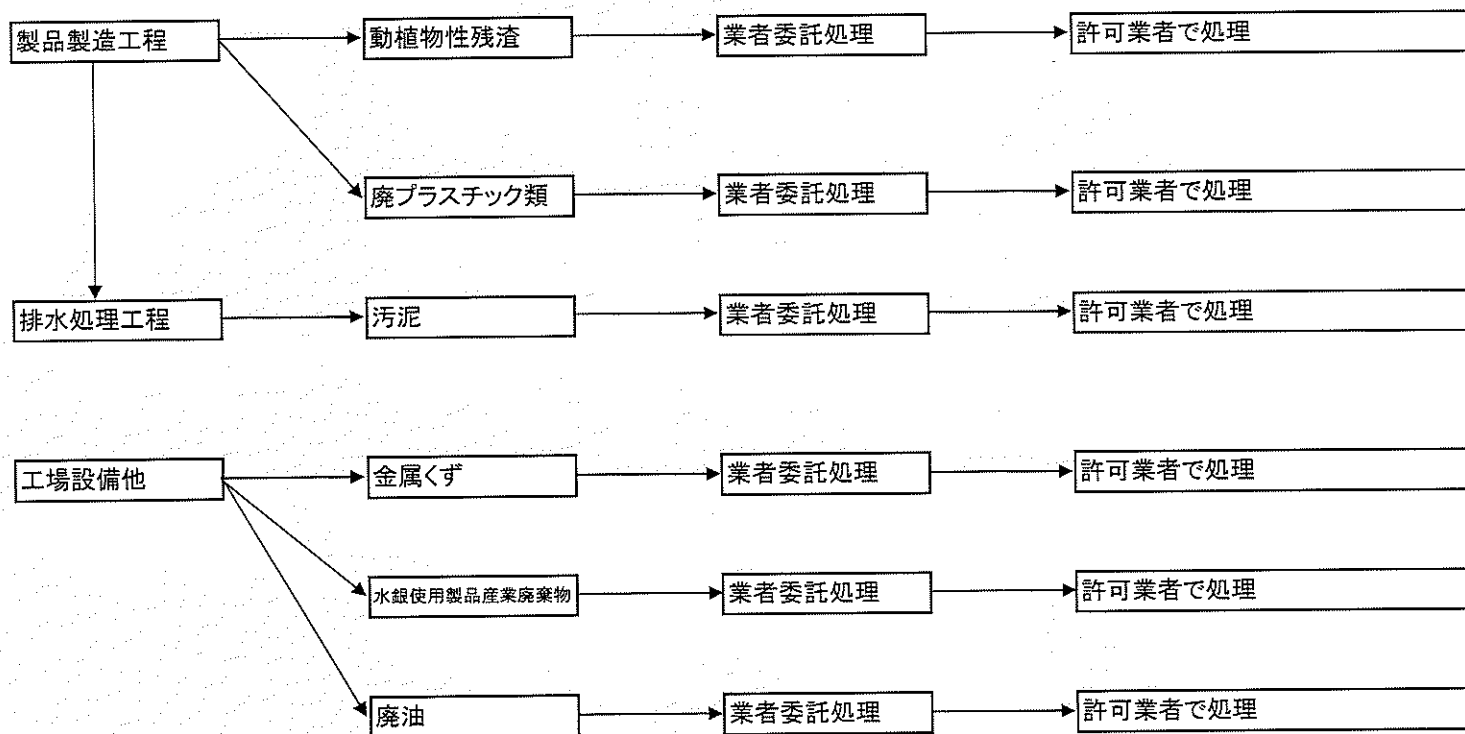 製品製造工程
動植物性残渣
業者委託処理
許可業者で処理
廃プラスチック類
業者委託処理
許可業者で処理
排水処理工程
汚泥
業者委託処理
許可業者で処理
工場設備他
金属くず
業者委託処理
許可業者で処理
水銀使用製品産業廃棄物
業者委託処理
許可業者で処理
廃油
業者委託処理
許可業者で処理